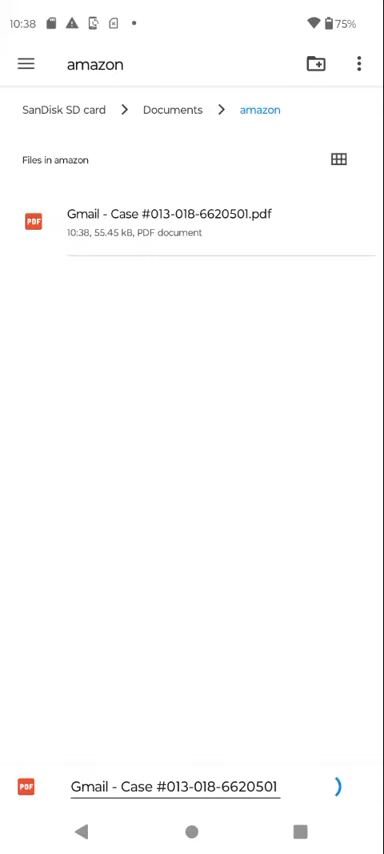 10:38
75%
amazon
SanDisk SD card
Documents
amazon
Files in amazon
PDF
Gmail - Case #013-018-6620501.pdf
10:38, 55.45 kB, PDF document
PDF
Gmail - Case #013-018-6620501